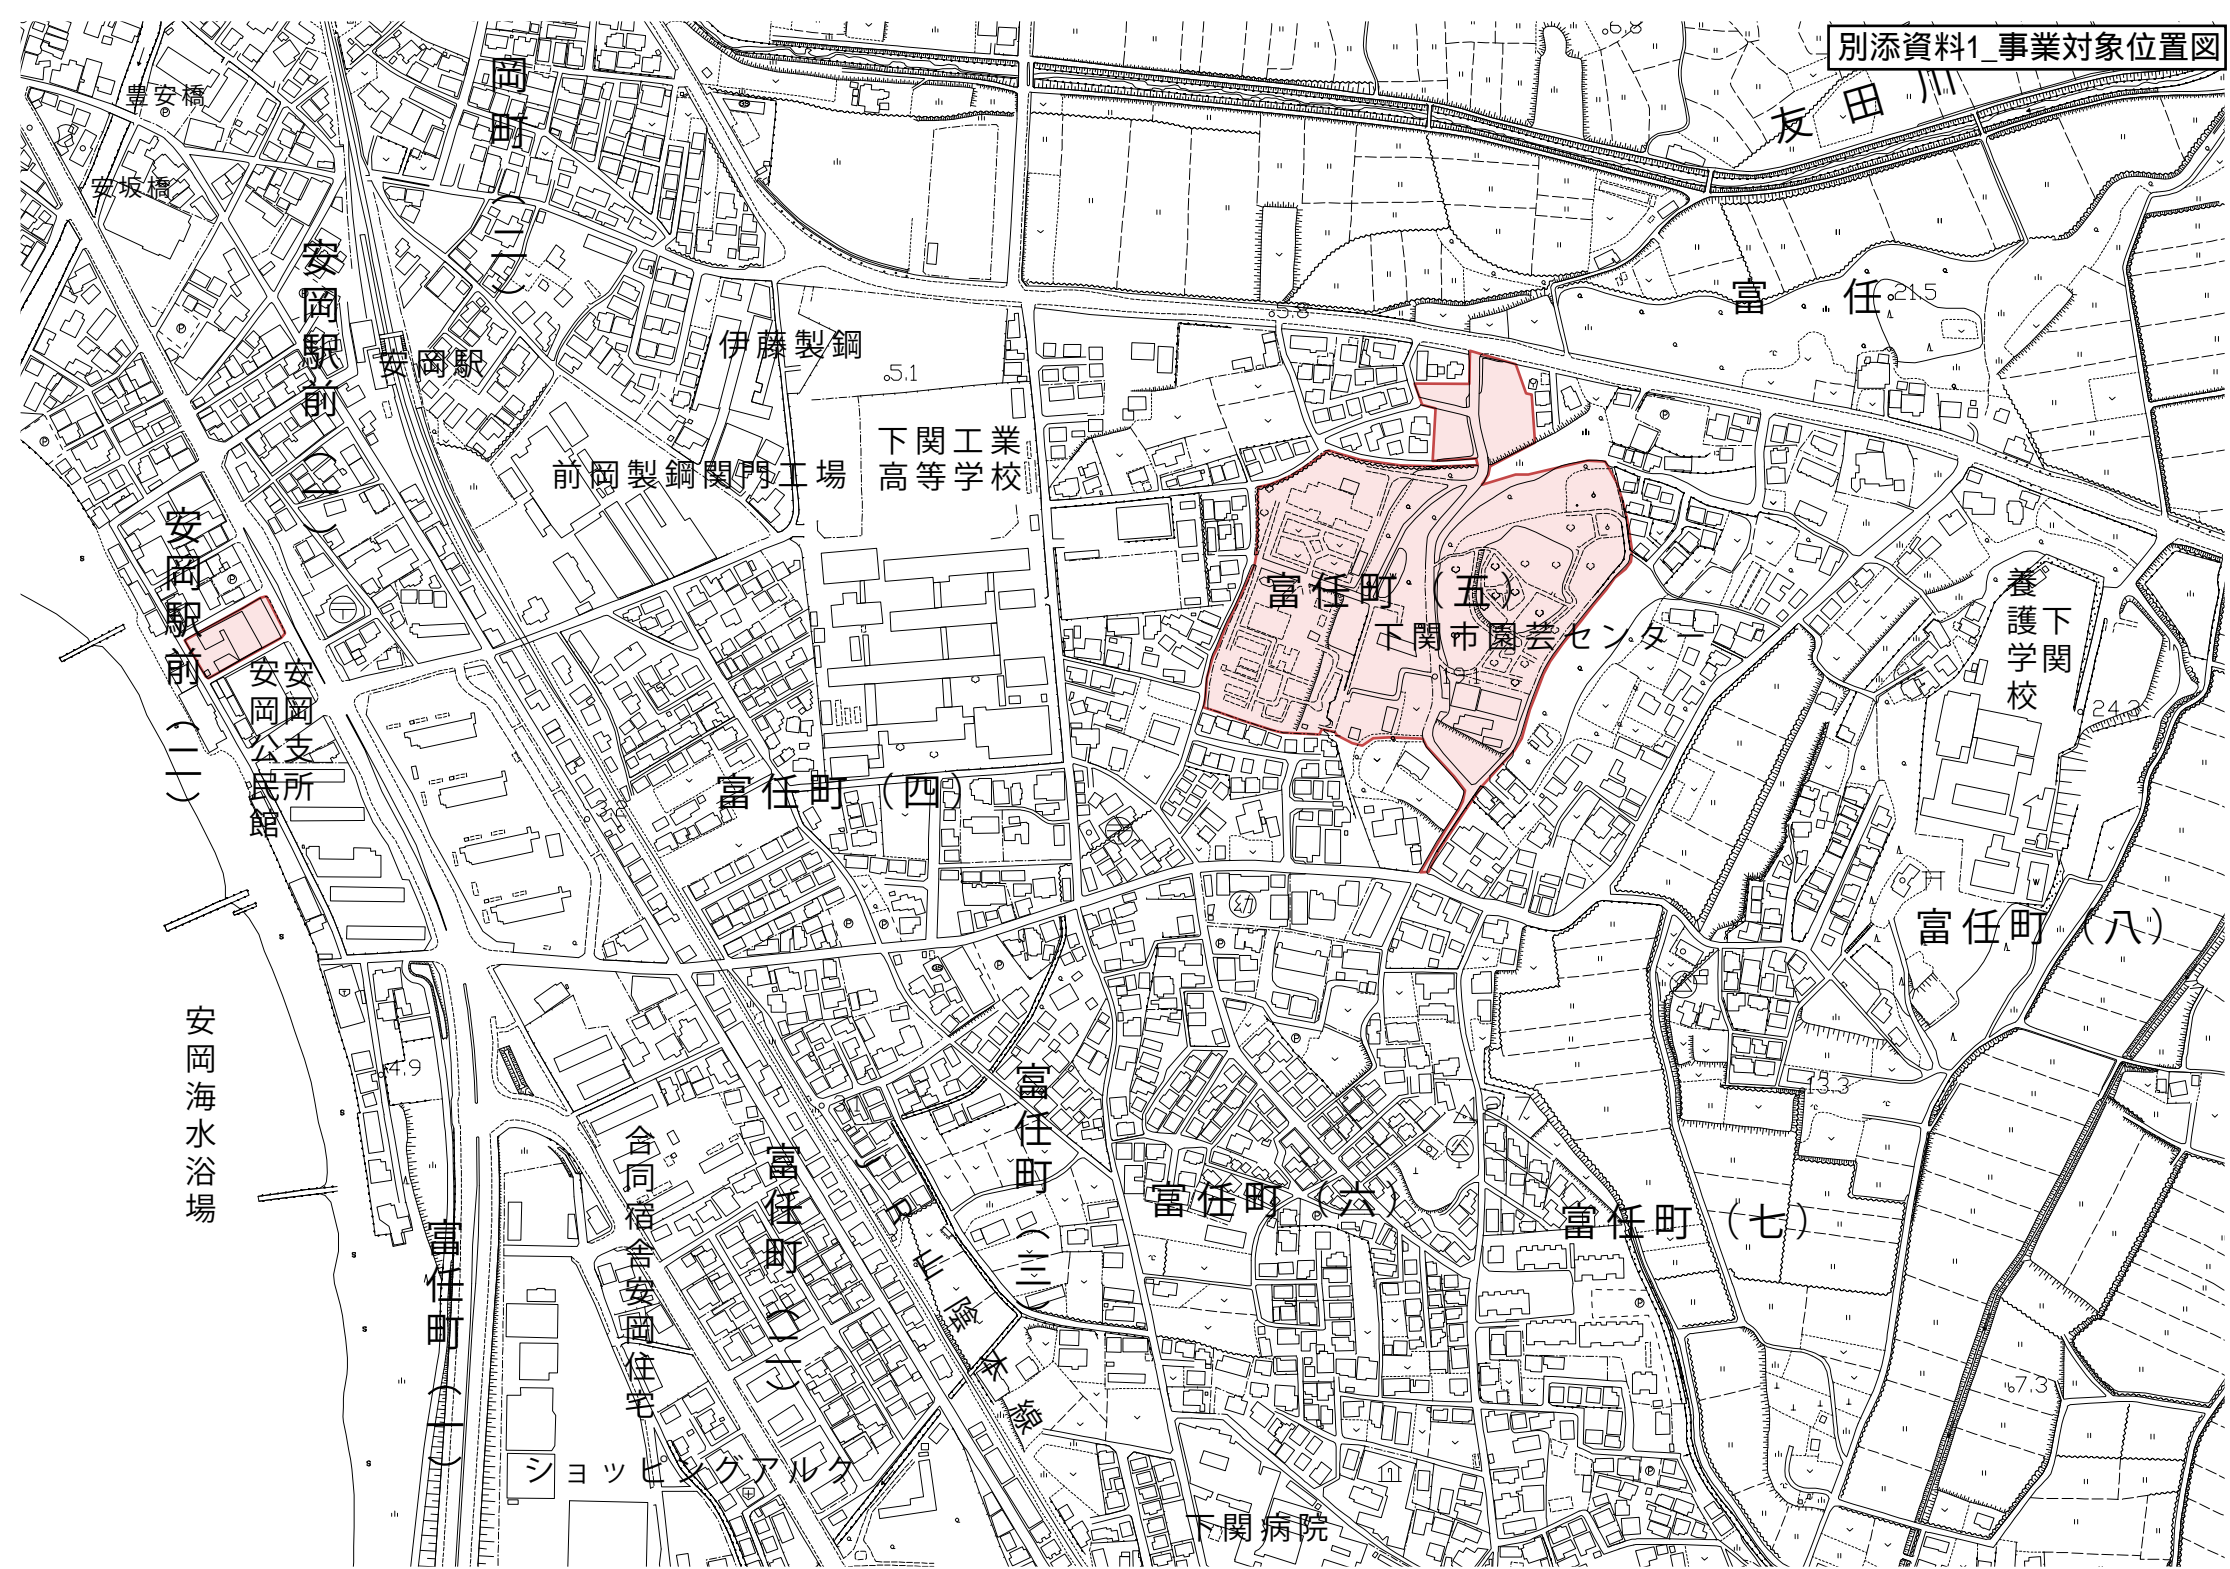 別添資料1_事業対象位置図
友田川
岡町（二）
豊安橋
安坂橋
安岡駅前（二）
安岡駅
伊藤製鋼
5.1
5.8
6.8
富任
21.5
下関工業
高等学校
前岡製鋼関門工場
安岡駅前（一）
安岡支所
安岡公民館
富任町（五）
下関市園芸センター
19.1
下関
養護学校
24.3
富任町（四）
幼
富任町（八）
安岡海水浴場
4.9
13.3
合同宿舎安岡住宅
富任町（二）
富任町（三）
JR山陰本線
富任町（六）
富任町（七）
富任町（一）
7.3
ショッピングアルク
下関病院